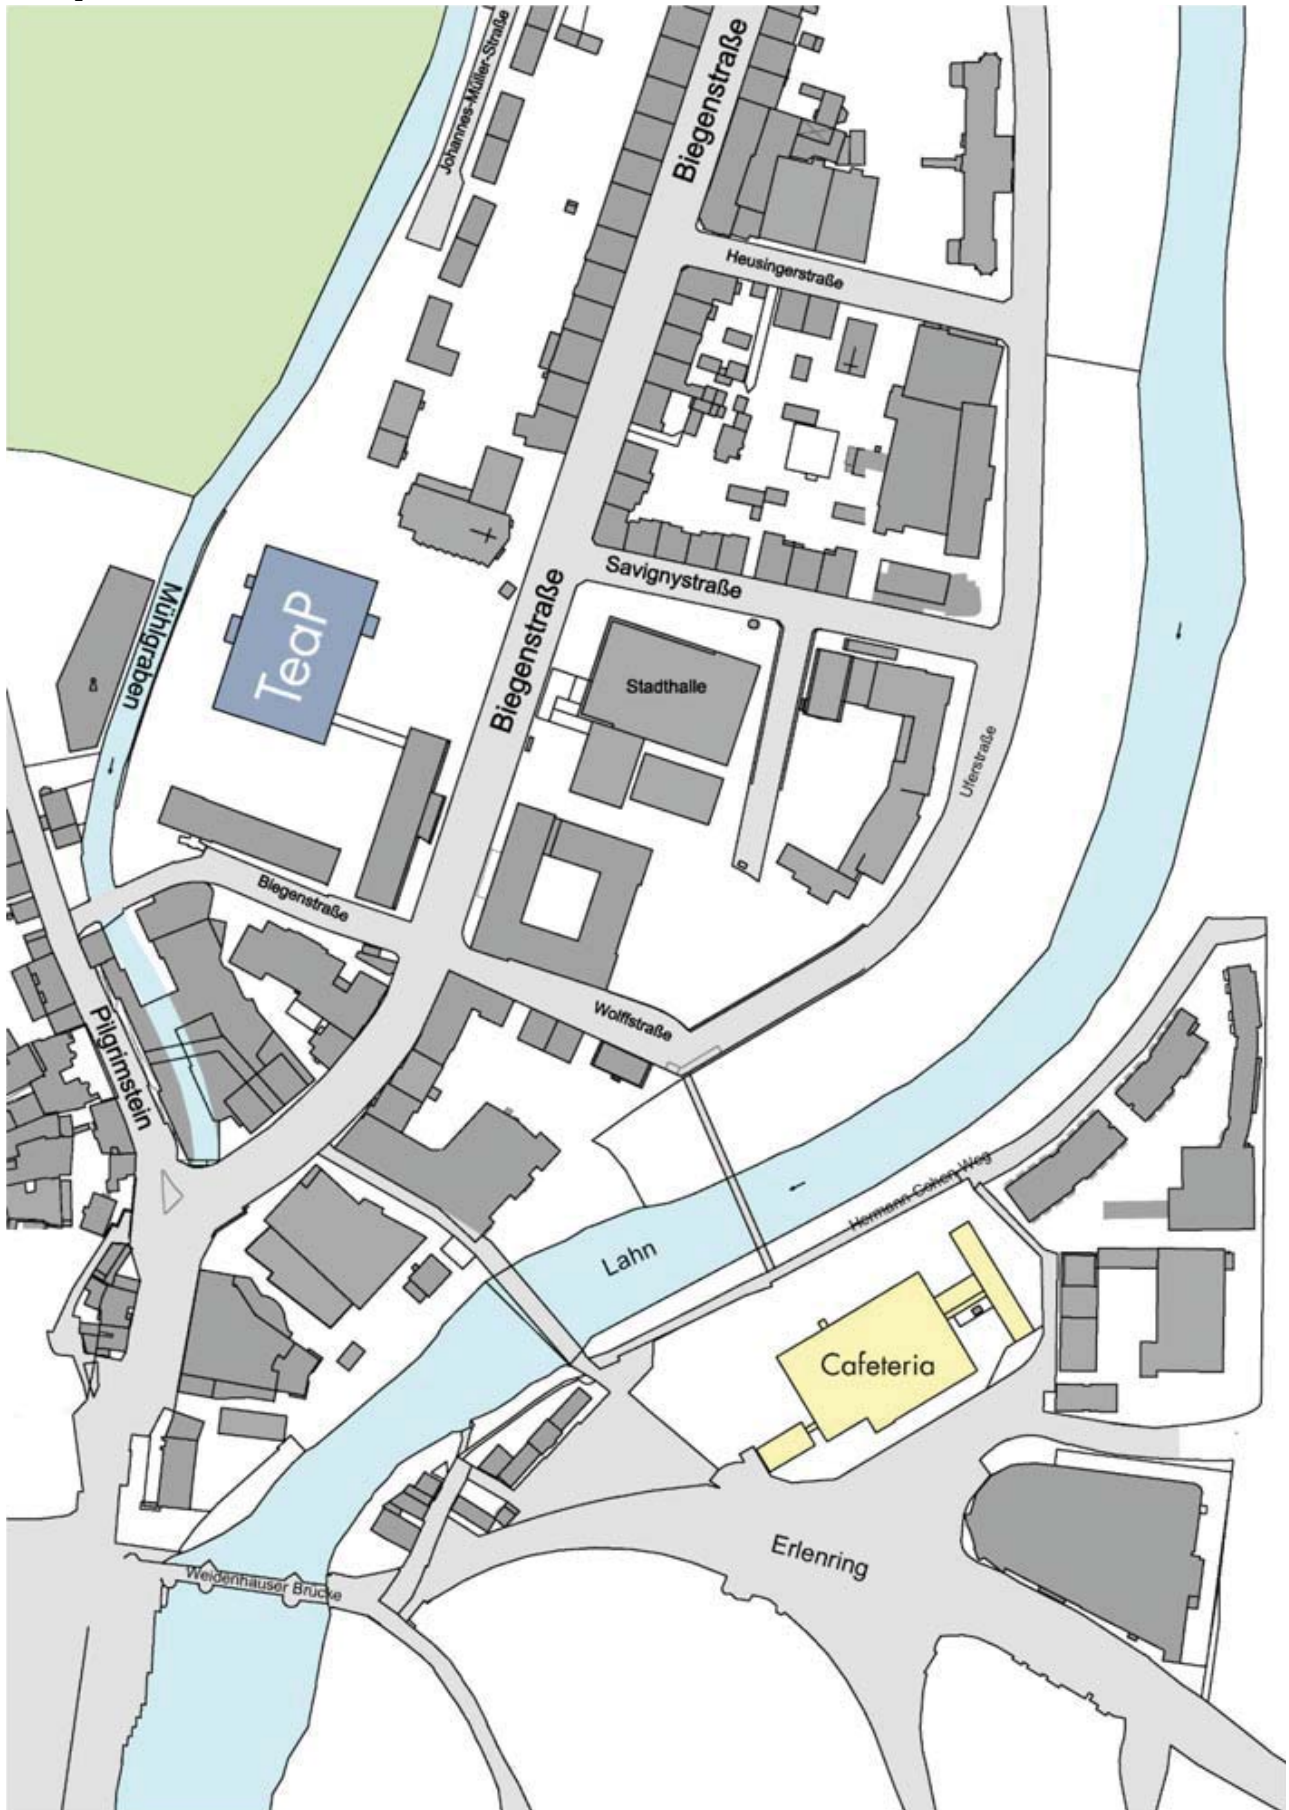 Johannes-Müller-Straße
Biegenstraße
Heusingerstraße
Mühlgraben
TeaP
Savignystraße
Biegenstraße
Stadthalle
Uferstraße
Biegenstraße
Wolffstraße
Pilgrimstein
Hermann-Cohen-Weg
Lahn
Cafeteria
Erlenring
Weidenhäuser Brücke